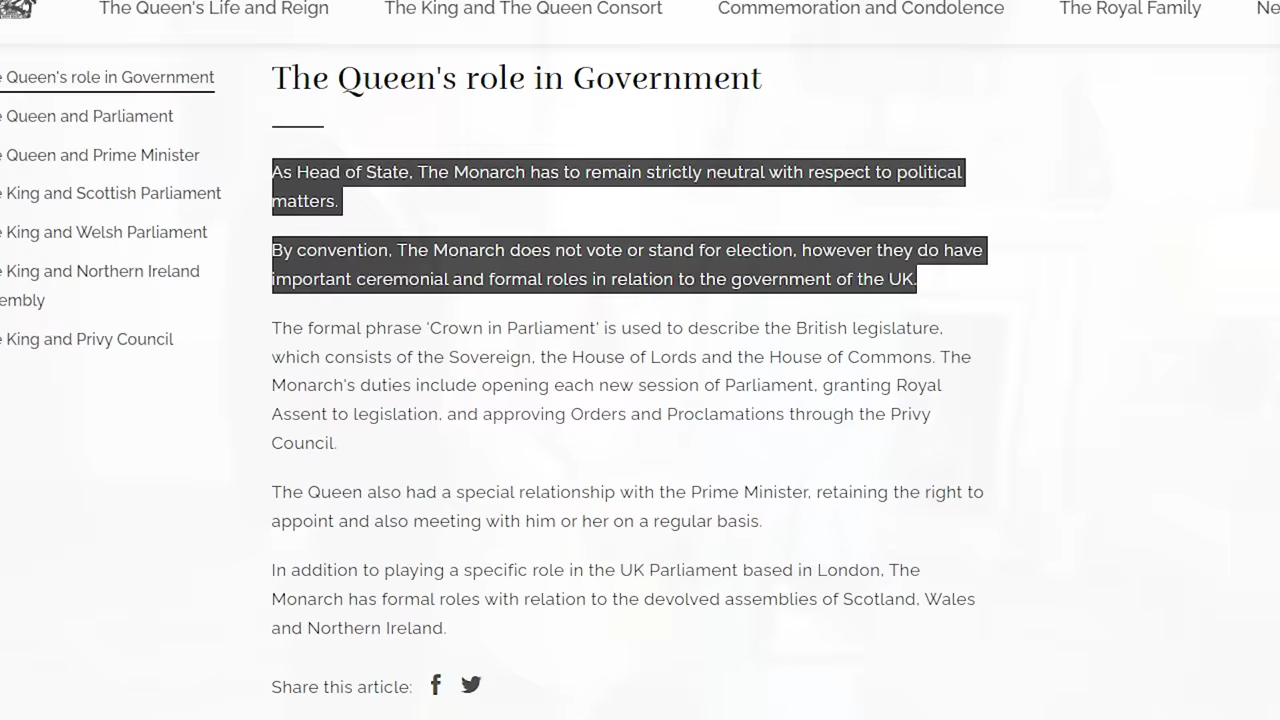 The Queen's Life and Reign The King and The Queen Consort Commemoration and Condolence The Royal Family
Queen's role in Government
Queen and Parliament
Queen and Prime Minister
King and Scottish Parliament
King and Welsh Parliament
King and Northern Ireland
King and Privy Council
The Queen's role in Government
As Head of State, The Monarch has to remain strictly neutral with respect to political
matters.
By convention, The Monarch does not vote or stand for election, however they do have
important ceremonial and formal roles in relation to the government of the UK.
The formal phrase 'Crown in Parliament' is used to describe the British legislature,
which consists of the Sovereign, the House of Lords and the House of Commons. The
Monarch's duties include opening each new session of Parliament, granting Royal
Assent to legislation, and approving Orders and Proclamations through the Privy
Council.
The Queen also had a special relationship with the Prime Minister, retaining the right to
appoint and also meeting with him or her on a regular basis.
In addition to playing a specific role in the UK Parliament based in London, The
Monarch has formal roles with relation to the devolved assemblies of Scotland, Wales
and Northern Ireland.
Share this article: